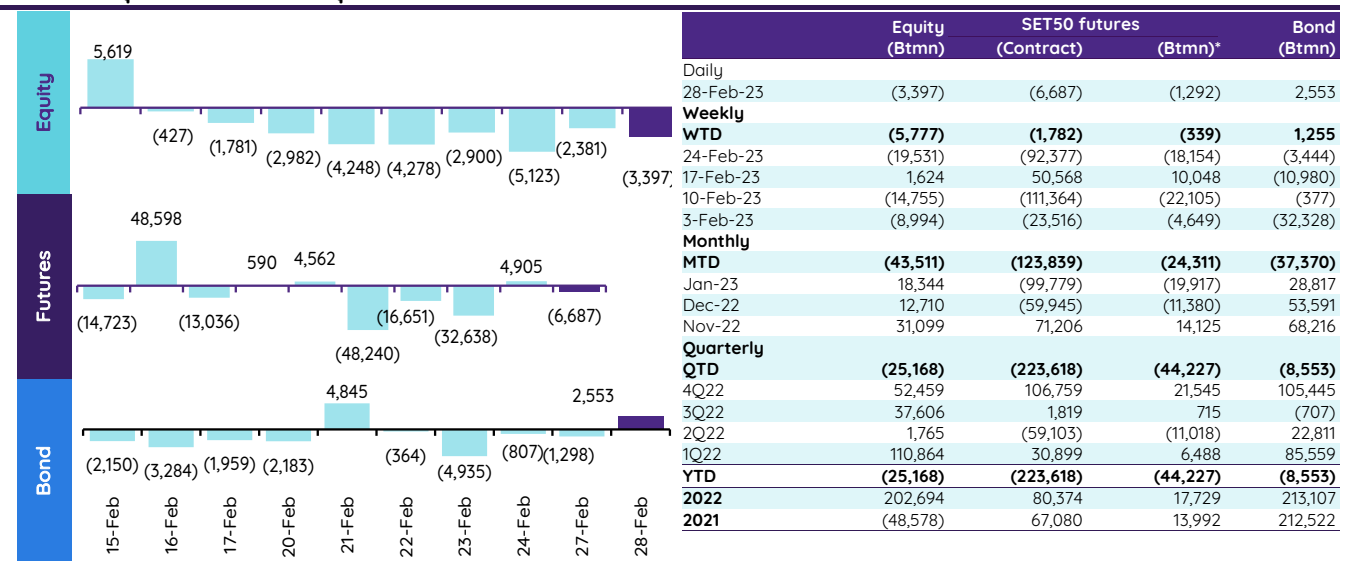 Equity
5,619
(427)
(1,781)
(2,982)
(4,248)
(4,278)
(2,900)
(5,123)
(2,381)
(3,397)
Futures
48,598
590
4,562
4,905
(14,723)
(13,036)
(48,240)
(16,651)
(32,638)
(6,687)
Bond
4,845
2,553
(2,150)
(3,284)
(1,959)
(2,183)
(364)
(4,935)
(807)
(1,298)
15-Feb
16-Feb
17-Feb
20-Feb
21-Feb
22-Feb
23-Feb
24-Feb
27-Feb
28-Feb
Equity SET50 futures Bond
(Btmn) (Contract) (Btmn)* (Btmn)
Daily
28-Feb-23 (3,397) (6,687) (1,292) 2,553
Weekly
WTD (5,777) (1,782) (339) 1,255
24-Feb-23 (19,531) (92,377) (18,154) (3,444)
17-Feb-23 1,624 50,568 10,048 (10,980)
10-Feb-23 (14,755) (111,364) (22,105) (377)
3-Feb-23 (8,994) (23,516) (4,649) (32,328)
Monthly
MTD (43,511) (123,839) (24,311) (37,370)
Jan-23 18,344 (99,779) (19,917) 28,817
Dec-22 12,710 (59,945) (11,380) 53,591
Nov-22 31,099 71,206 14,125 68,216
Quarterly
QTD (25,168) (223,618) (44,227) (8,553)
4Q22 52,459 106,759 21,545 105,445
3Q22 37,606 1,819 715 (707)
2Q22 1,765 (59,103) (11,018) 22,811
1Q22 110,864 30,899 6,488 85,559
YTD (25,168) (223,618) (44,227) (8,553)
2022 202,694 80,374 17,729 213,107
2021 (48,578) 67,080 13,992 212,522